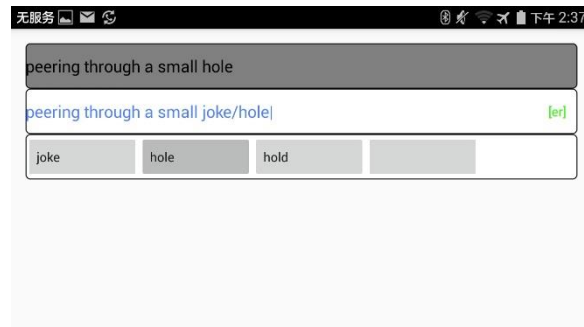 无服务 下午 2:37
peering through a small hole
peering through a small joke/hole [er]
joke hole hold